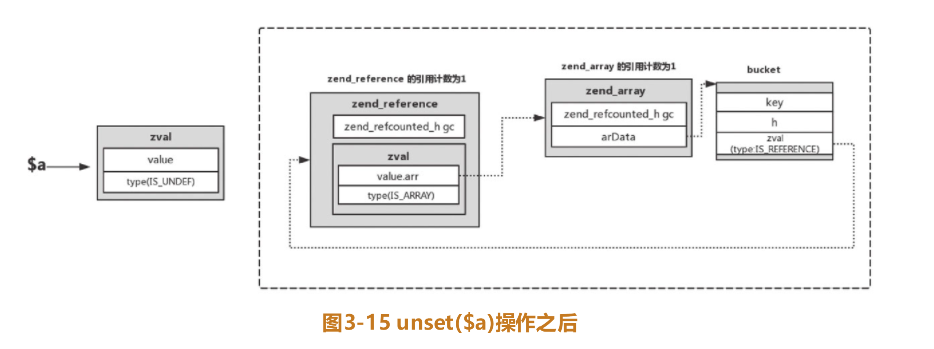 zend_reference 的引用计数为1
zend_array 的引用计数为1
bucket
zend_reference
zend_refcounted_h gc
zval
value.arr
type(IS_ARRAY)
zend_array
zend_refcounted_h gc
arData
key
h
zval
(type:IS_REFERENCE)
$a
zval
value
type(IS_UNDEF)
图3-15 unset($a)操作之后